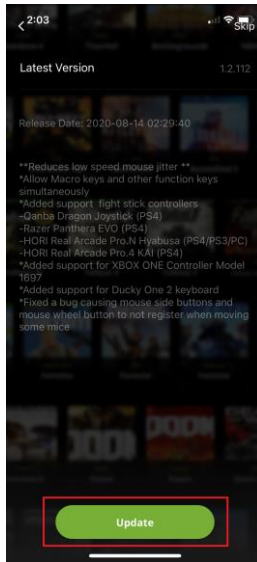 2:03
Skip
Latest Version 1.2.112
Release Date: 2020-08-14 02:29:40
**Reduces low speed mouse jitter **
*Allow Macro keys and other function keys
simultaneously
*Added support  fight stick controllers
-Qanba Dragon Joystick (PS4)
-Razer Panthera EVO (PS4)
-HORI Real Arcade Pro.N Hyabusa (PS4/PS3/PC)
-HORI Real Arcade Pro.4 KAI (PS4)
*Added support for XBOX ONE Controller Model
1697
*Added support for Ducky One 2 keyboard
*Fixed a bug causing mouse side buttons and
mouse wheel button to not register when moving
some mice
DOOM
Update